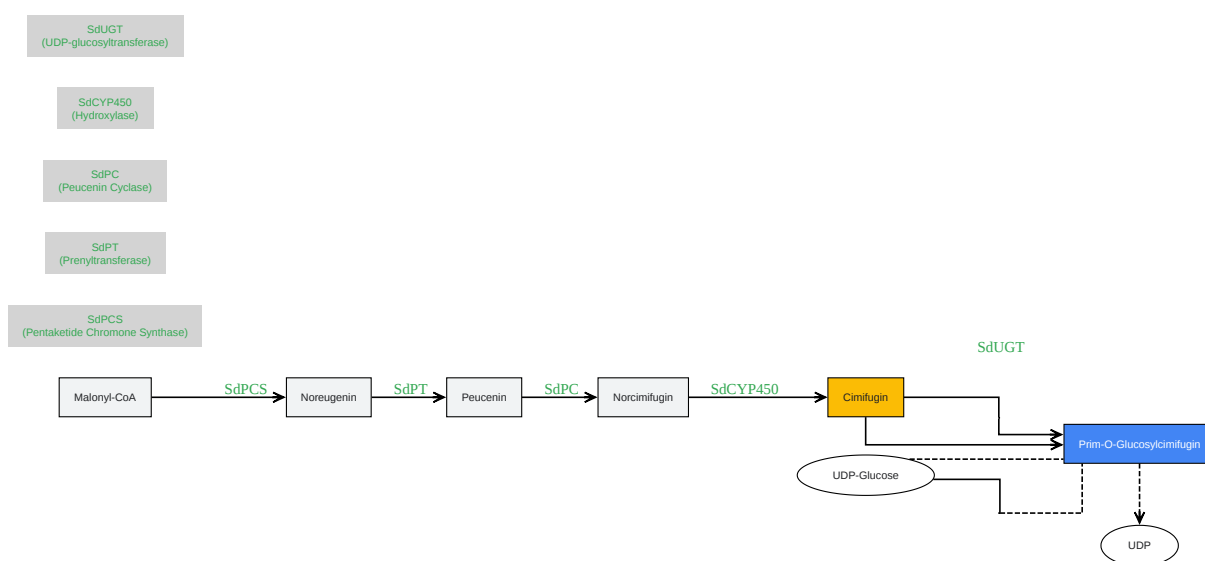 SdUGT
(UDP-glucosyltransferase)
SdCYP450
(Hydroxylase)
SdPC
(Peucenin Cyclase)
SdPT
(Prenyltransferase)
SdPCS
(Pentaketide Chromone Synthase)
SdUGT
Malonyl-CoA
SdPCS
Noreugenin
SdPT
Peucenin
SdPC
Norcimifugin
SdCYP450
Cimifugin
Prim-O-Glucosylcimifugin
UDP-Glucose
UDP